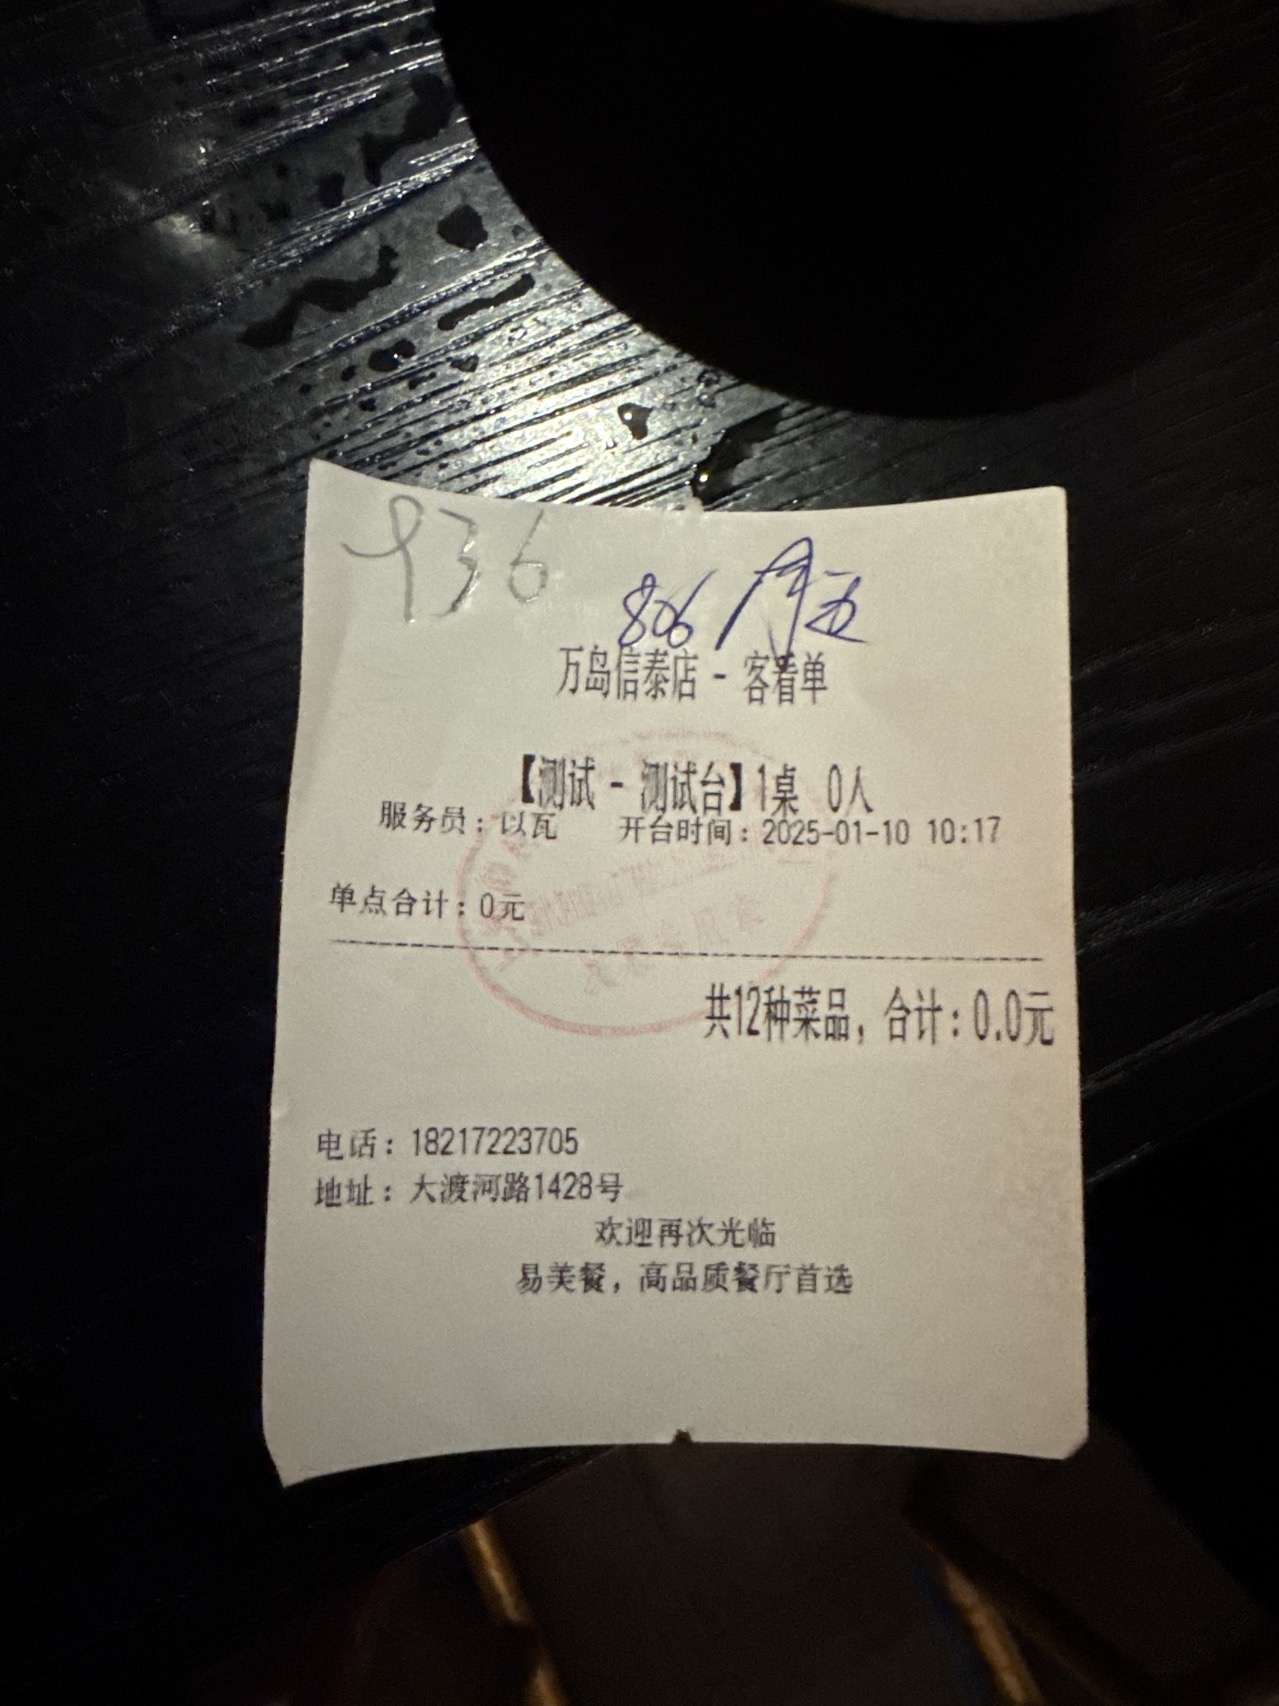 936
806
万岛信泰店 - 客看单
【测试 - 测试台】1桌 0人
服务员：以瓦 开台时间：2025-01-10 10:17
单点合计：0元
共12种菜品，合计：0.0元
电话：18217223705
地址：大渡河路1428号
欢迎再次光临
易美餐，高品质餐厅首选